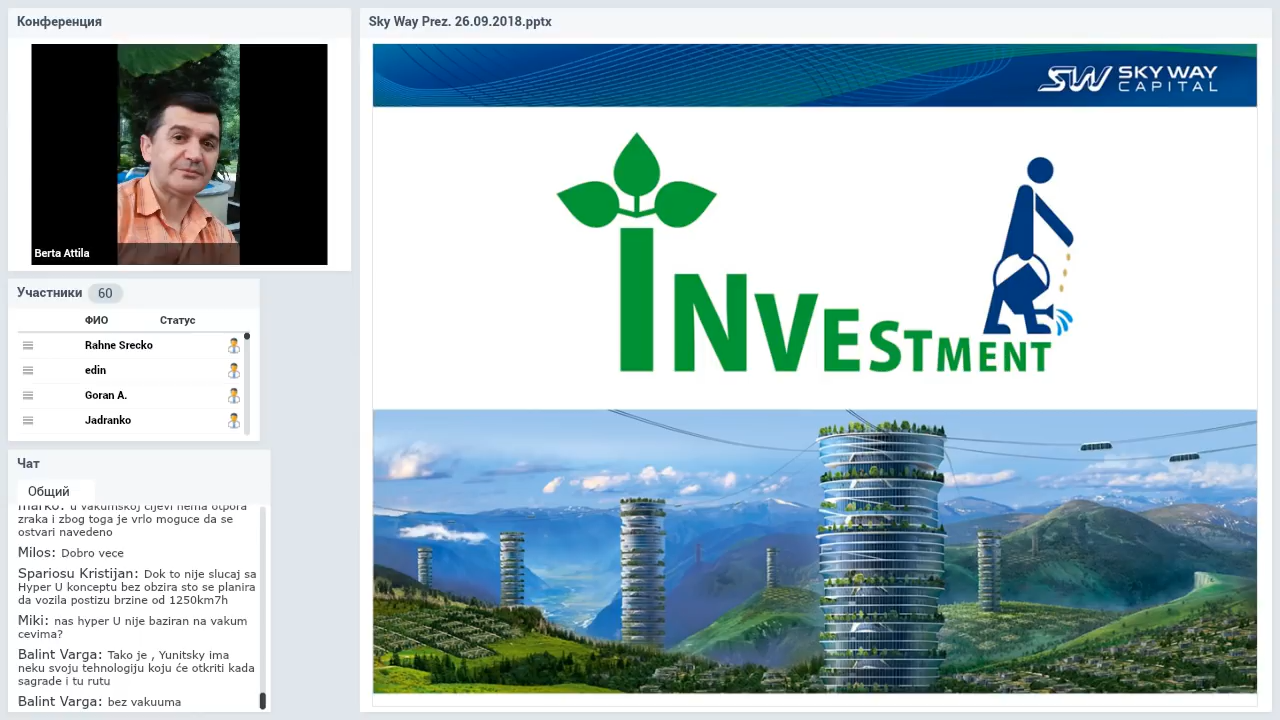 Конференция
Berta Attila
Участники 60
ФИО Статус
Rahne Srecko
edin
Goran A.
Jadranko
Чат
Общий
marko: u vakumskoj cijevi nema otpora
zraka i zbog toga je vrlo moguce da se
ostvari navedeno
Milos: Dobro vece
Spariosu Kristijan: Dok to nije slucaj sa
Hyper U konceptu bez obzira sto se planira
da vozila postizu brzine od 1250km7h
Miki: nas hyper U nije baziran na vakum
cevima?
Balint Varga: Tako je , Yunitsky ima
neku svoju tehnologiju koju će otkriti kada
sagrade i tu rutu
Balint Varga: bez vakuuma
Sky Way Prez. 26.09.2018.pptx
SW SKY WAY
CAPITAL
INVESTMENT